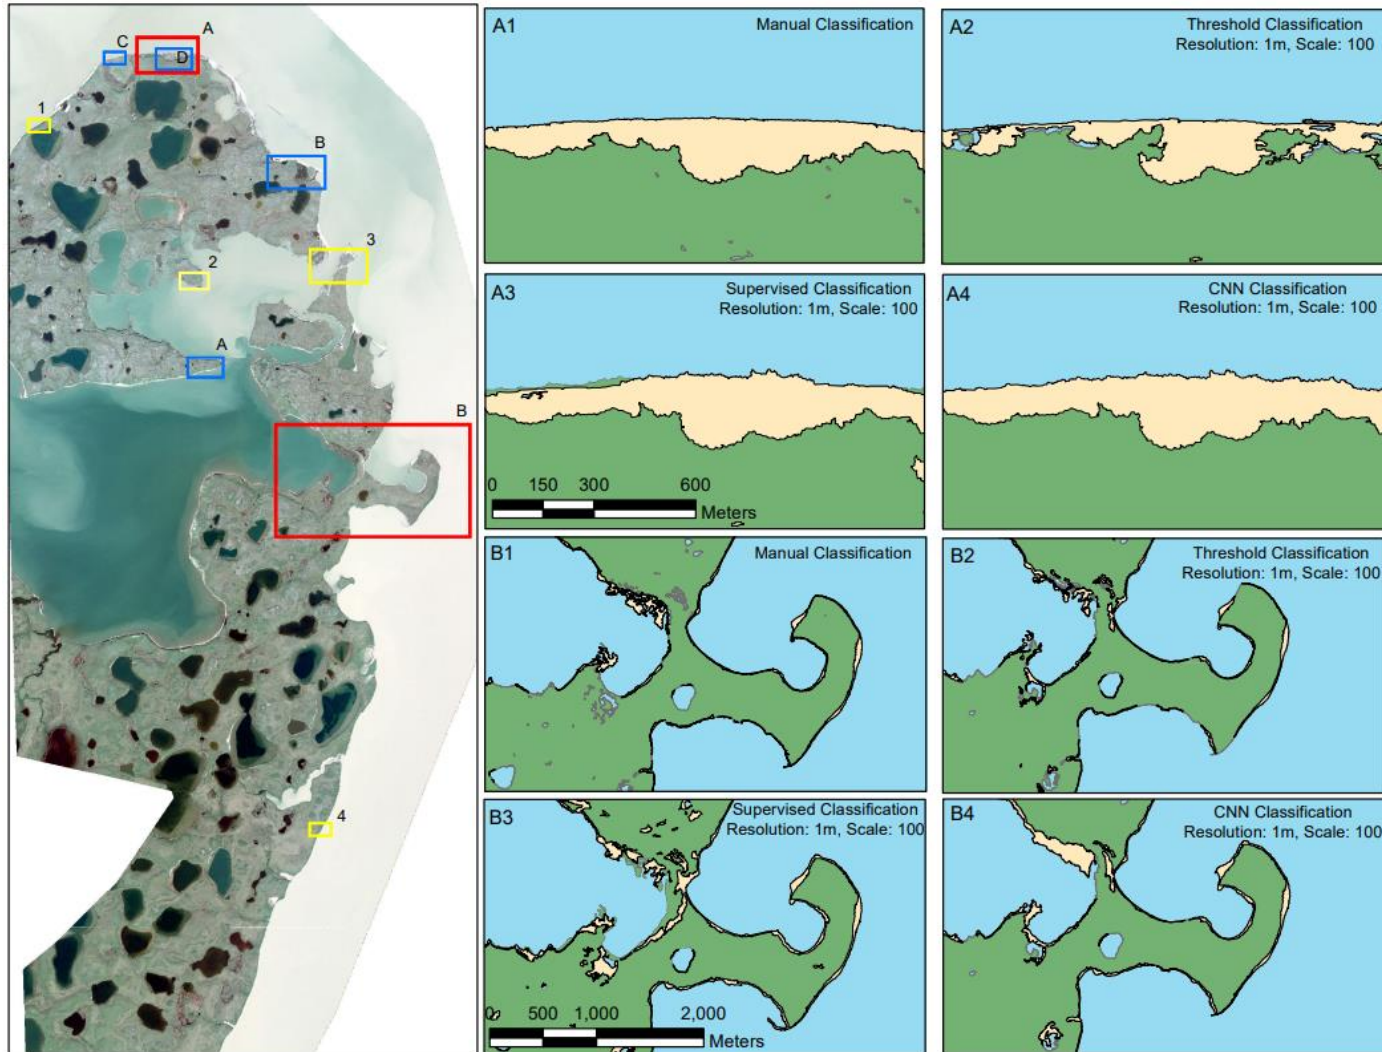 C
A
D
1
B
3
2
A
B
4
A1
Manual Classification
A2
Threshold Classification
Resolution: 1m, Scale: 100
A3
Supervised Classification
Resolution: 1m, Scale: 100
0 150 300 600
Meters
A4
CNN Classification
Resolution: 1m, Scale: 100
B1
Manual Classification
B2
Threshold Classification
Resolution: 1m, Scale: 100
B3
Supervised Classification
Resolution: 1m, Scale: 100
0 500 1,000 2,000
Meters
B4
CNN Classification
Resolution: 1m, Scale: 100